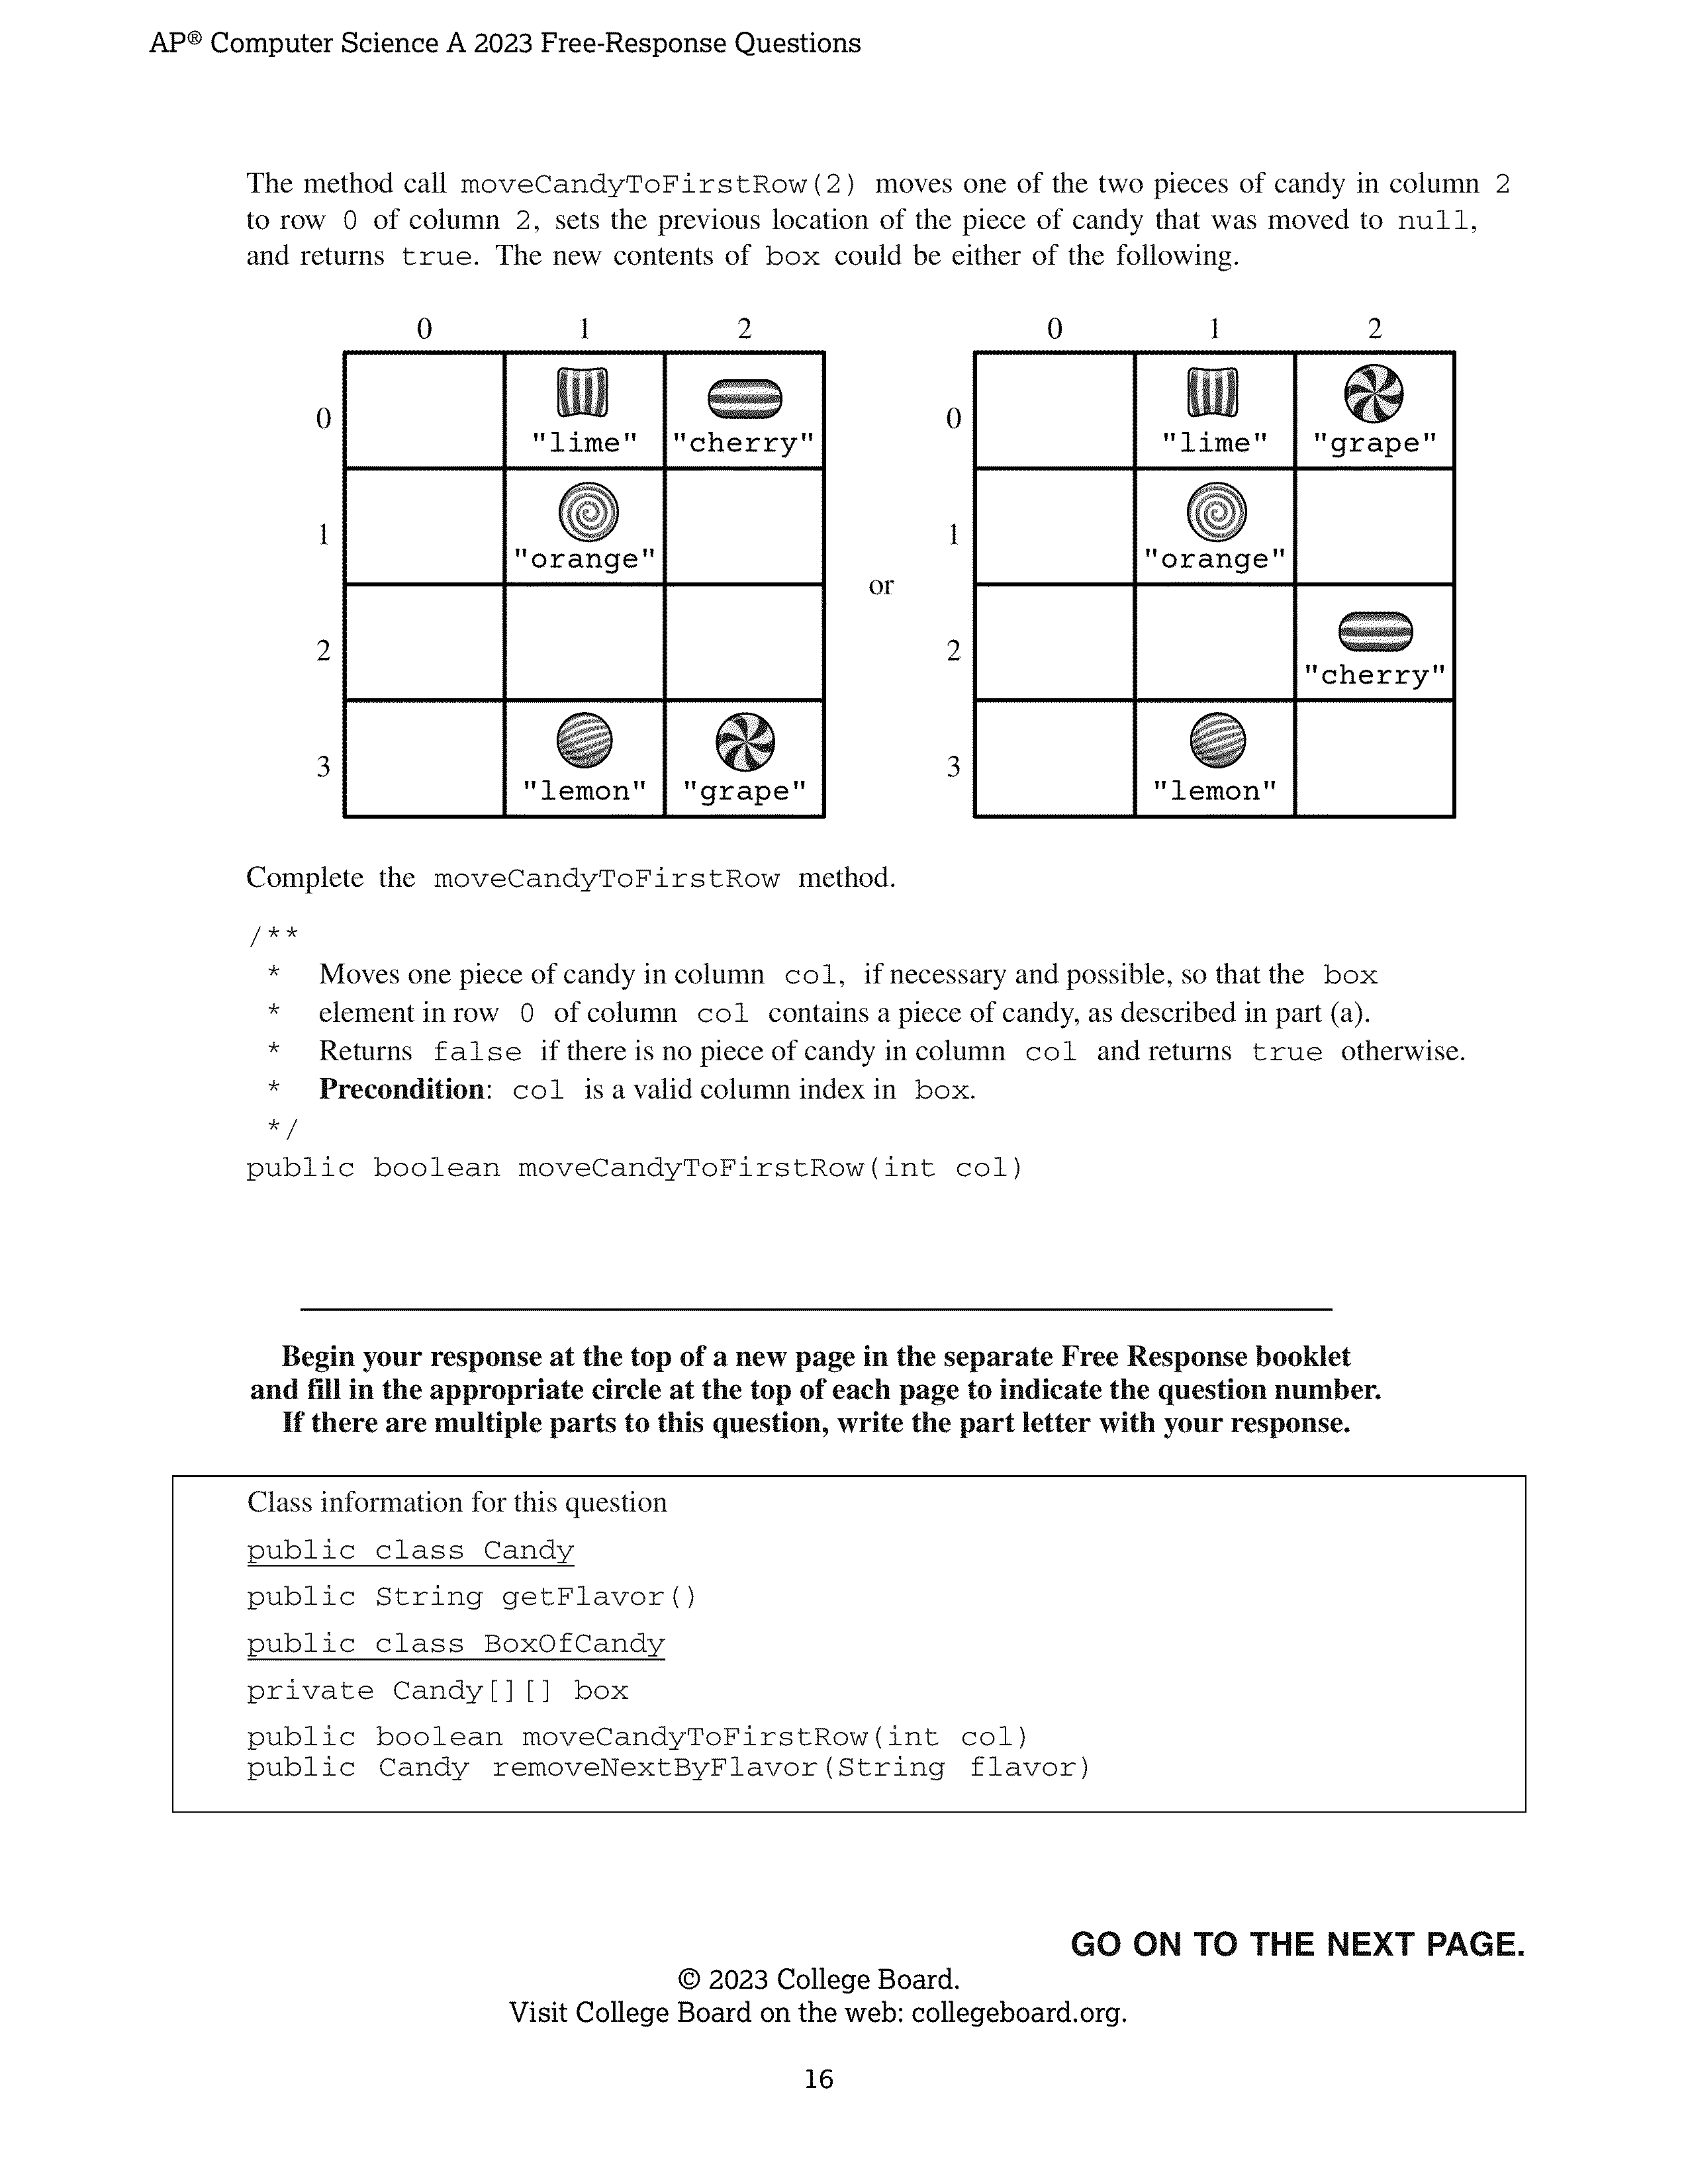 AP® Computer Science A 2023 Free-Response Questions
The method call moveCandyToFirstRow(2) moves one of the two pieces of candy in column 2
to row 0 of column 2, sets the previous location of the piece of candy that was moved to null,
and returns true. The new contents of box could be either of the following.
0 1 2
0 "lime" "cherry"
1 "orange"
2
3 "lemon" "grape"
or
0 1 2
0 "lime" "grape"
1 "orange"
2 "cherry"
3 "lemon"
Complete the moveCandyToFirstRow method.
/**
* Moves one piece of candy in column col, if necessary and possible, so that the box
* element in row 0 of column col contains a piece of candy, as described in part (a).
* Returns false if there is no piece of candy in column col and returns true otherwise.
* Precondition: col is a valid column index in box.
*/
public boolean moveCandyToFirstRow(int col)
Begin your response at the top of a new page in the separate Free Response booklet
and fill in the appropriate circle at the top of each page to indicate the question number.
If there are multiple parts to this question, write the part letter with your response.
Class information for this question
public class Candy
public String getFlavor()
public class BoxOfCandy
private Candy[][] box
public boolean moveCandyToFirstRow(int col)
public Candy removeNextByFlavor(String flavor)
GO ON TO THE NEXT PAGE.
© 2023 College Board.
Visit College Board on the web: collegeboard.org.
16